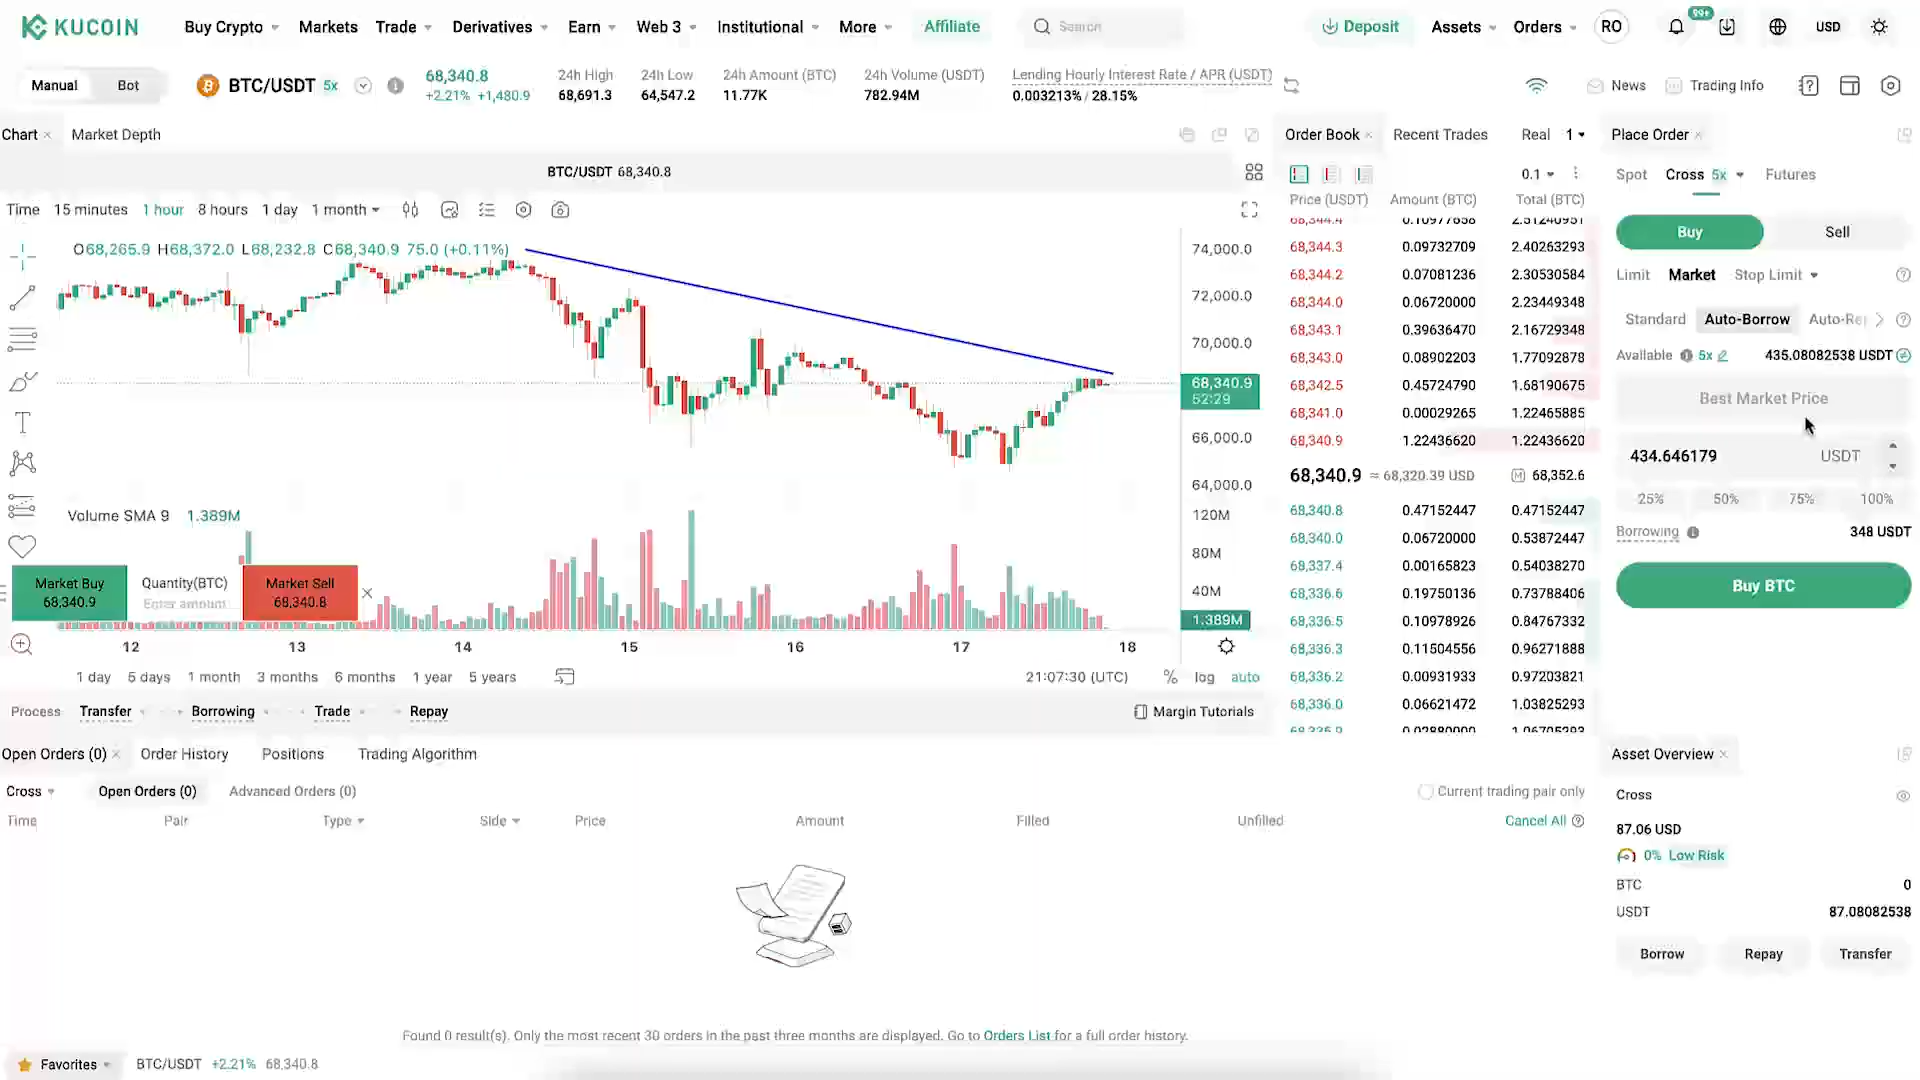 KUCOIN Buy Crypto Markets Trade Derivatives Earn Web 3 Institutional More Affiliate Search Deposit Assets Orders RO 99+ USD
Manual Bot BTC/USDT 5x 68,340.8 +2.21% +1,480.9
24h High 68,691.3
24h Low 64,547.2
24h Amount (BTC) 11.77K
24h Volume (USDT) 782.94M
Lending Hourly Interest Rate / APR (USDT) 0.003213% / 28.15%
News Trading Info
Chart Market Depth
BTC/USDT 68,340.8
Time 15 minutes 1 hour 8 hours 1 day 1 month
O68,265.9 H68,372.0 L68,232.8 C68,340.9 75.0 (+0.11%)
74,000.0
72,000.0
70,000.0
68,340.9
52:29
66,000.0
64,000.0
Volume SMA 9 1.389M
120M
80M
40M
1.389M
Market Buy 68,340.9
Quantity(BTC)
Enter amount
Market Sell 68,340.8
12 13 14 15 16 17 18
1 day 5 days 1 month 3 months 6 months 1 year 5 years
21:07:30 (UTC) % log auto
Process Transfer Borrowing Trade Repay
Margin Tutorials
Order Book Recent Trades Real 1
0.1
Price (USDT) Amount (BTC) Total (BTC)
68,344.4 0.10977658 2.51240951
68,344.3 0.09732709 2.40263293
68,344.2 0.07081236 2.30530584
68,344.0 0.06720000 2.23449348
68,343.1 0.39636470 2.16729348
68,343.0 0.08902203 1.77092878
68,342.5 0.45724790 1.68190675
68,341.0 0.00029265 1.22465885
68,340.9 1.22436620 1.22436620
68,340.9 ≈ 68,320.39 USD M 68,352.6
68,340.8 0.47152447 0.47152447
68,340.0 0.06720000 0.53872447
68,337.4 0.00165823 0.54038270
68,336.6 0.19750136 0.73788406
68,336.5 0.10978926 0.84767332
68,336.3 0.11504556 0.96271888
68,336.2 0.00931933 0.97203821
68,336.0 0.06621472 1.03825293
68,335.9 0.02880000 1.06705293
Place Order
Spot Cross 5x Futures
Buy Sell
Limit Market Stop Limit
Standard Auto-Borrow Auto-Rep
Available 5x 435.08082538 USDT
Best Market Price
434.646179 USDT
25% 50% 75% 100%
Borrowing 348 USDT
Buy BTC
Open Orders (0) Order History Positions Trading Algorithm
Cross Open Orders (0) Advanced Orders (0)
Current trading pair only
Time Pair Type Side Price Amount Filled Unfilled Cancel All
Found 0 result(s). Only the most recent 30 orders in the past three months are displayed. Go to Orders List for a full order history.
Asset Overview
Cross
87.06 USD
0% Low Risk
BTC 0
USDT 87.08082538
Borrow Repay Transfer
Favorites BTC/USDT +2.21% 68,340.8